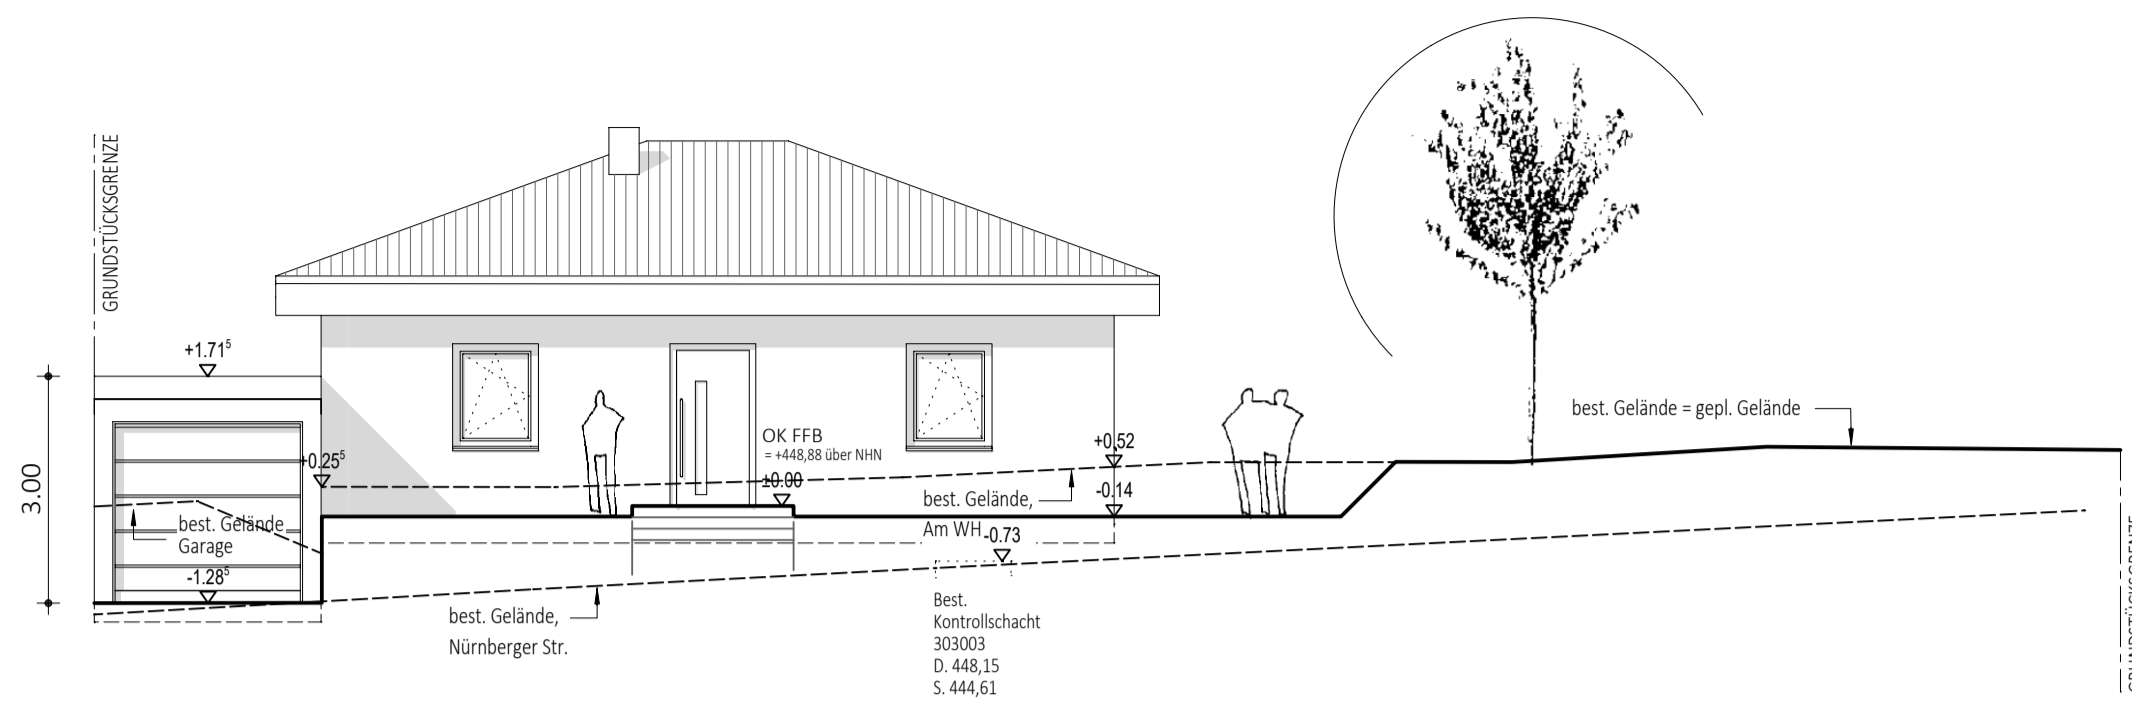 GRUNDSTÜCKSGRENZE
+1.71⁵
3.00
+0.25⁵
best. Gelände
Garage
-1.28⁵
OK FFB
= +448,88 über NHN
±0.00
+0.52
-0.14
best. Gelände,
Am WH
-0.73
best. Gelände = gepl. Gelände
best. Gelände,
Nürnberger Str.
Best.
Kontrollschacht
303003
D. 448,15
S. 444,61
GRUNDSTÜCKSGRENZE